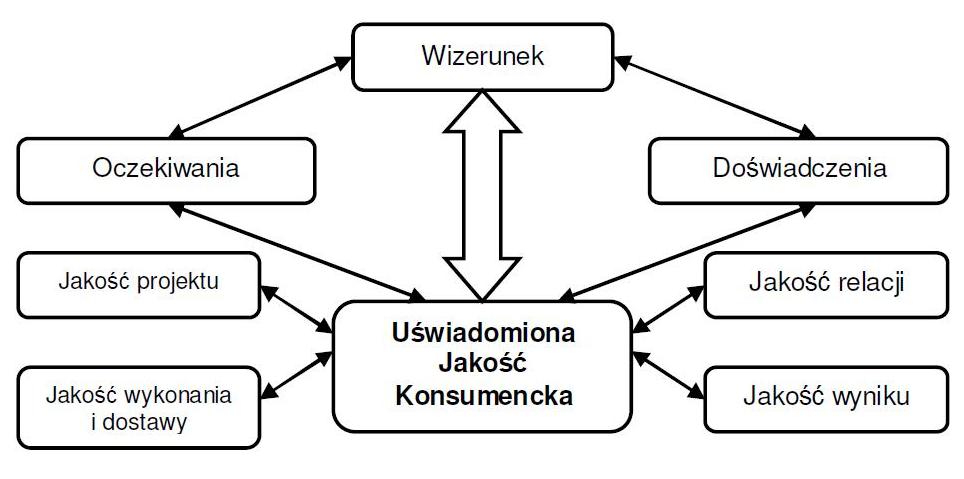 Wizerunek
Oczekiwania
Doświadczenia
Jakość projektu
Jakość relacji
Uświadomiona
Jakość
Konsumencka
Jakość wykonania
i dostawy
Jakość wyniku